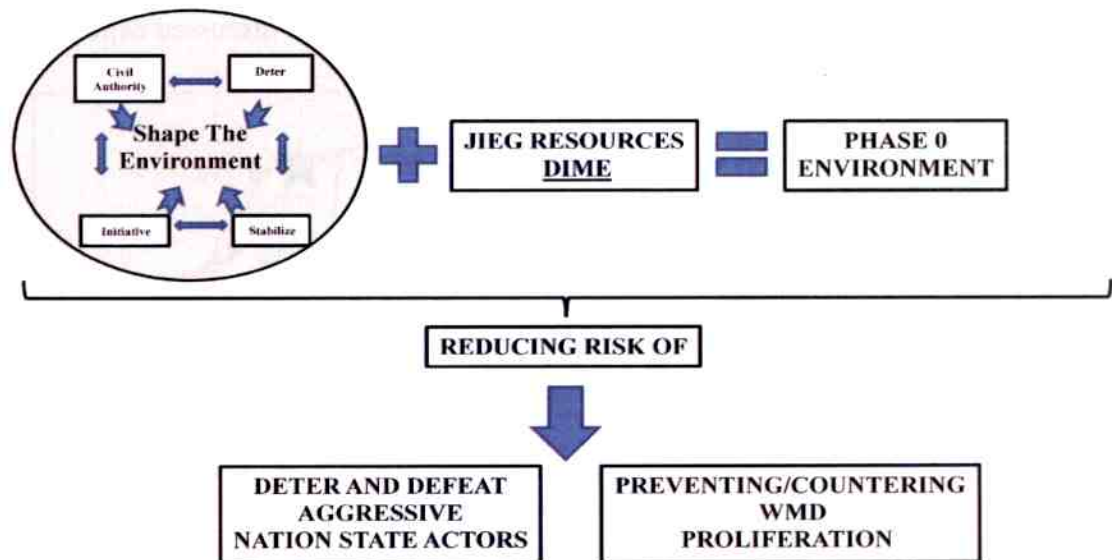 Civil
Authority
Deter
Shape The
Environment
Initiative
Stabilize
JIEG RESOURCES
DIME
PHASE 0
ENVIRONMENT
REDUCING RISK OF
DETER AND DEFEAT
AGGRESSIVE
NATION STATE ACTORS
PREVENTING/COUNTERING
WMD
PROLIFERATION